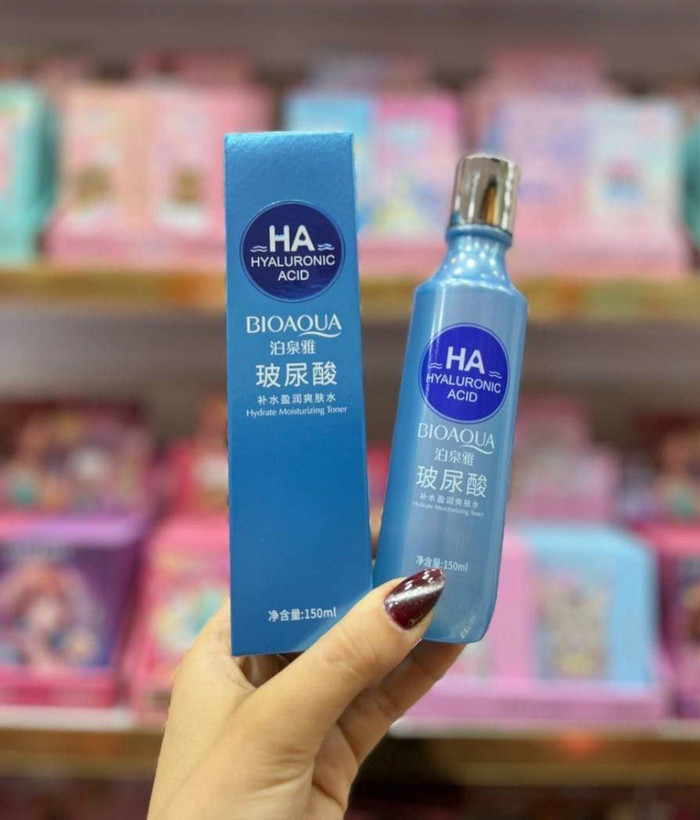 HA
HYALURONIC
ACID
BIOAQUA
泊泉雅
玻尿酸
补水盈润爽肤水
Hydrate Moisturizing Toner
净含量:150ml
HA
HYALURONIC
ACID
BIOAQUA
泊泉雅
玻尿酸
补水盈润爽肤水
Hydrate Moisturizing Toner
净含量:150ml